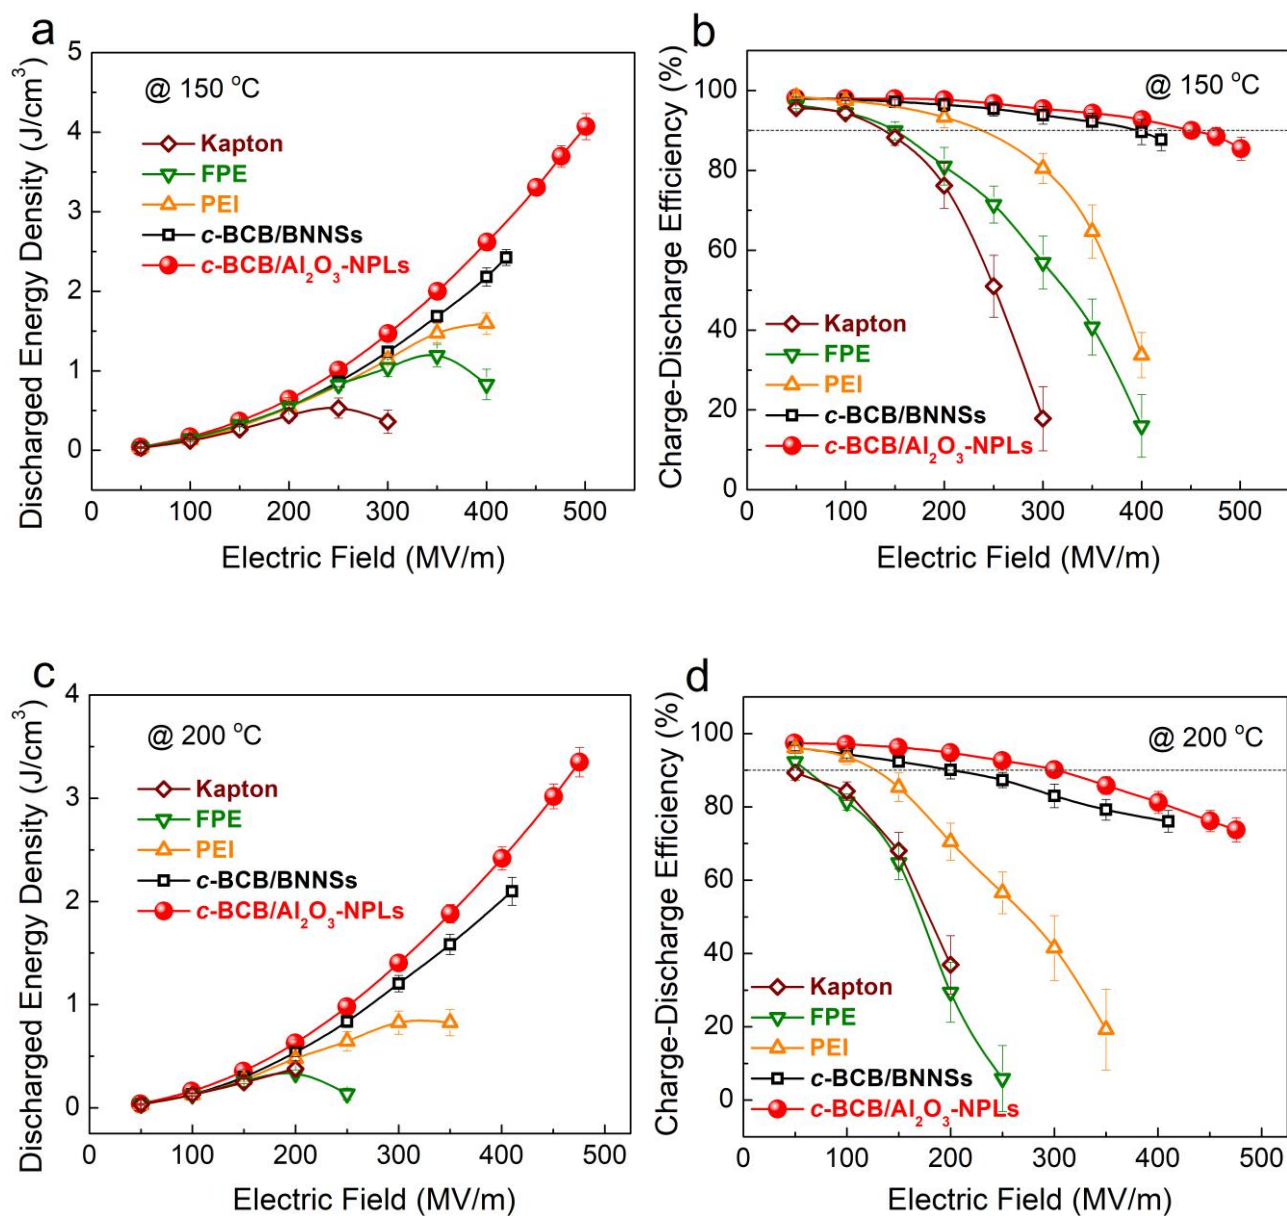 a
Discharged Energy Density (J/cm³)
5
4
3
2
1
0
@ 150 °C
Kapton
FPE
PEI
c-BCB/BNNSs
c-BCB/Al₂O₃-NPLs
0 100 200 300 400 500
Electric Field (MV/m)
b
Charge-Discharge Efficiency (%)
100
80
60
40
20
0
@ 150 °C
Kapton
FPE
PEI
c-BCB/BNNSs
c-BCB/Al₂O₃-NPLs
0 100 200 300 400 500
Electric Field (MV/m)
c
Discharged Energy Density (J/cm³)
4
3
2
1
0
@ 200 °C
Kapton
FPE
PEI
c-BCB/BNNSs
c-BCB/Al₂O₃-NPLs
0 100 200 300 400 500
Electric Field (MV/m)
d
Charge-Discharge Efficiency (%)
100
80
60
40
20
0
@ 200 °C
Kapton
FPE
PEI
c-BCB/BNNSs
c-BCB/Al₂O₃-NPLs
0 100 200 300 400 500
Electric Field (MV/m)